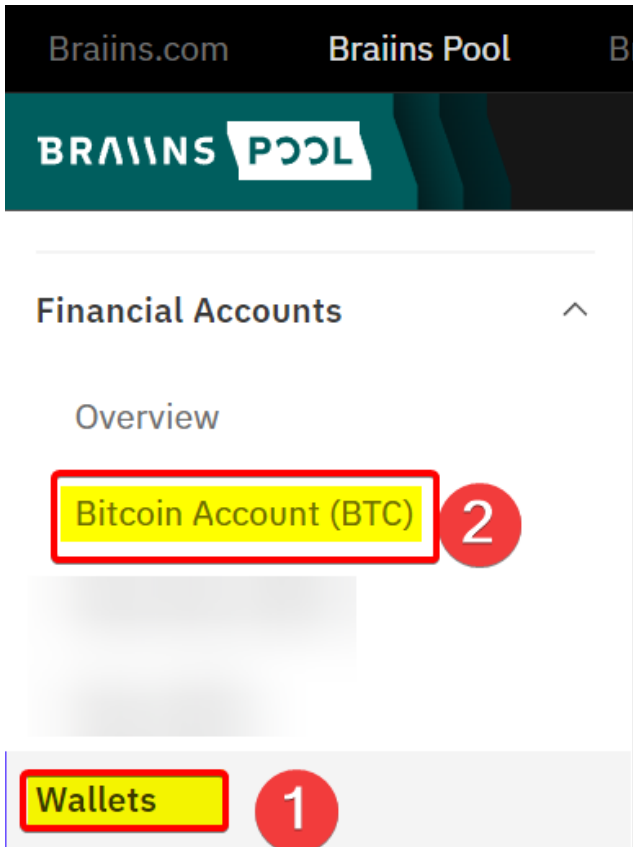 Braiins.com Braiins Pool B
BRAIINS POOL
Financial Accounts
Overview
Bitcoin Account (BTC) 2
Wallets 1